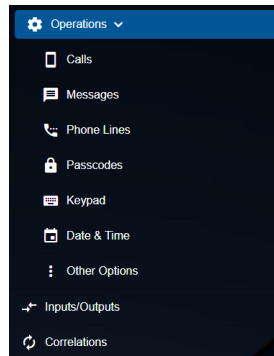 Operations
Calls
Messages
Phone Lines
Passcodes
Keypad
Date & Time
Other Options
Inputs/Outputs
Correlations